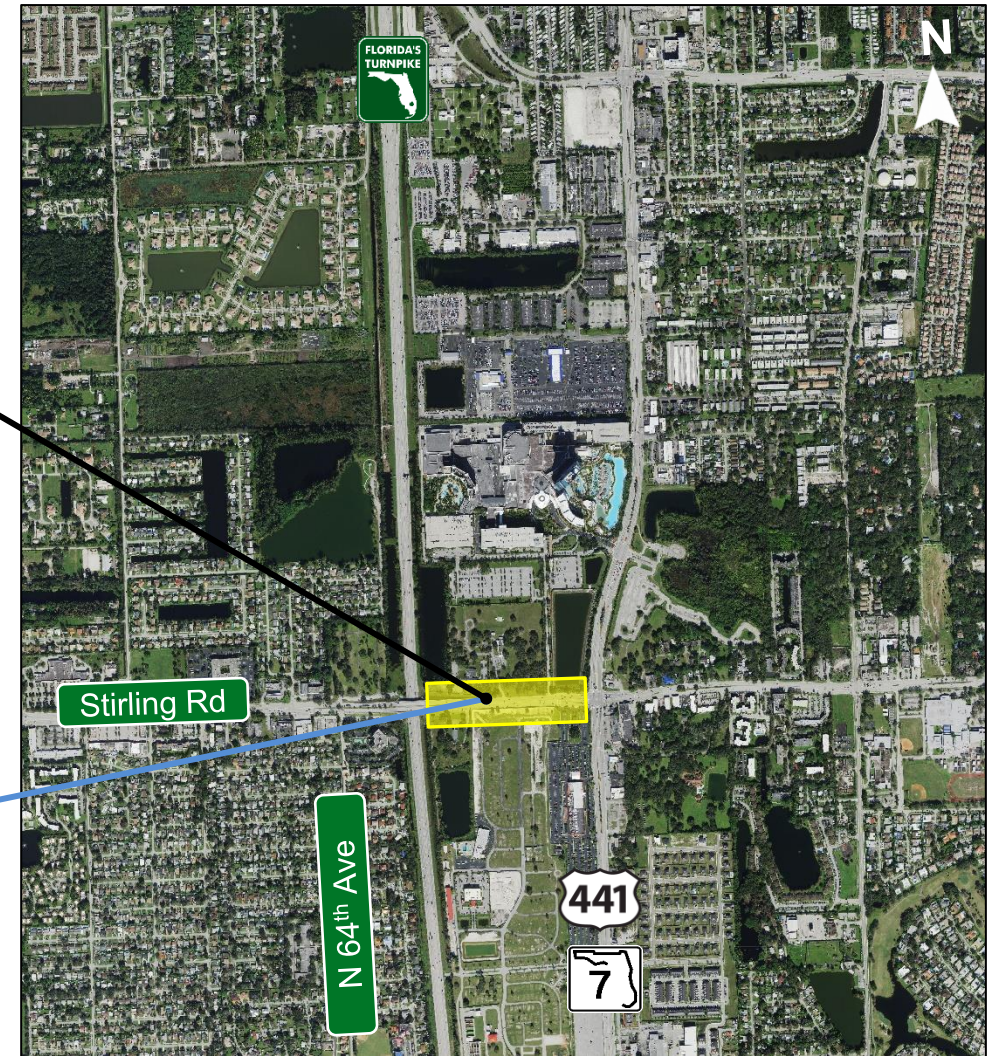 N
FLORIDA'S
TURNPIKE
Stirling Rd
N 64th Ave
441
7